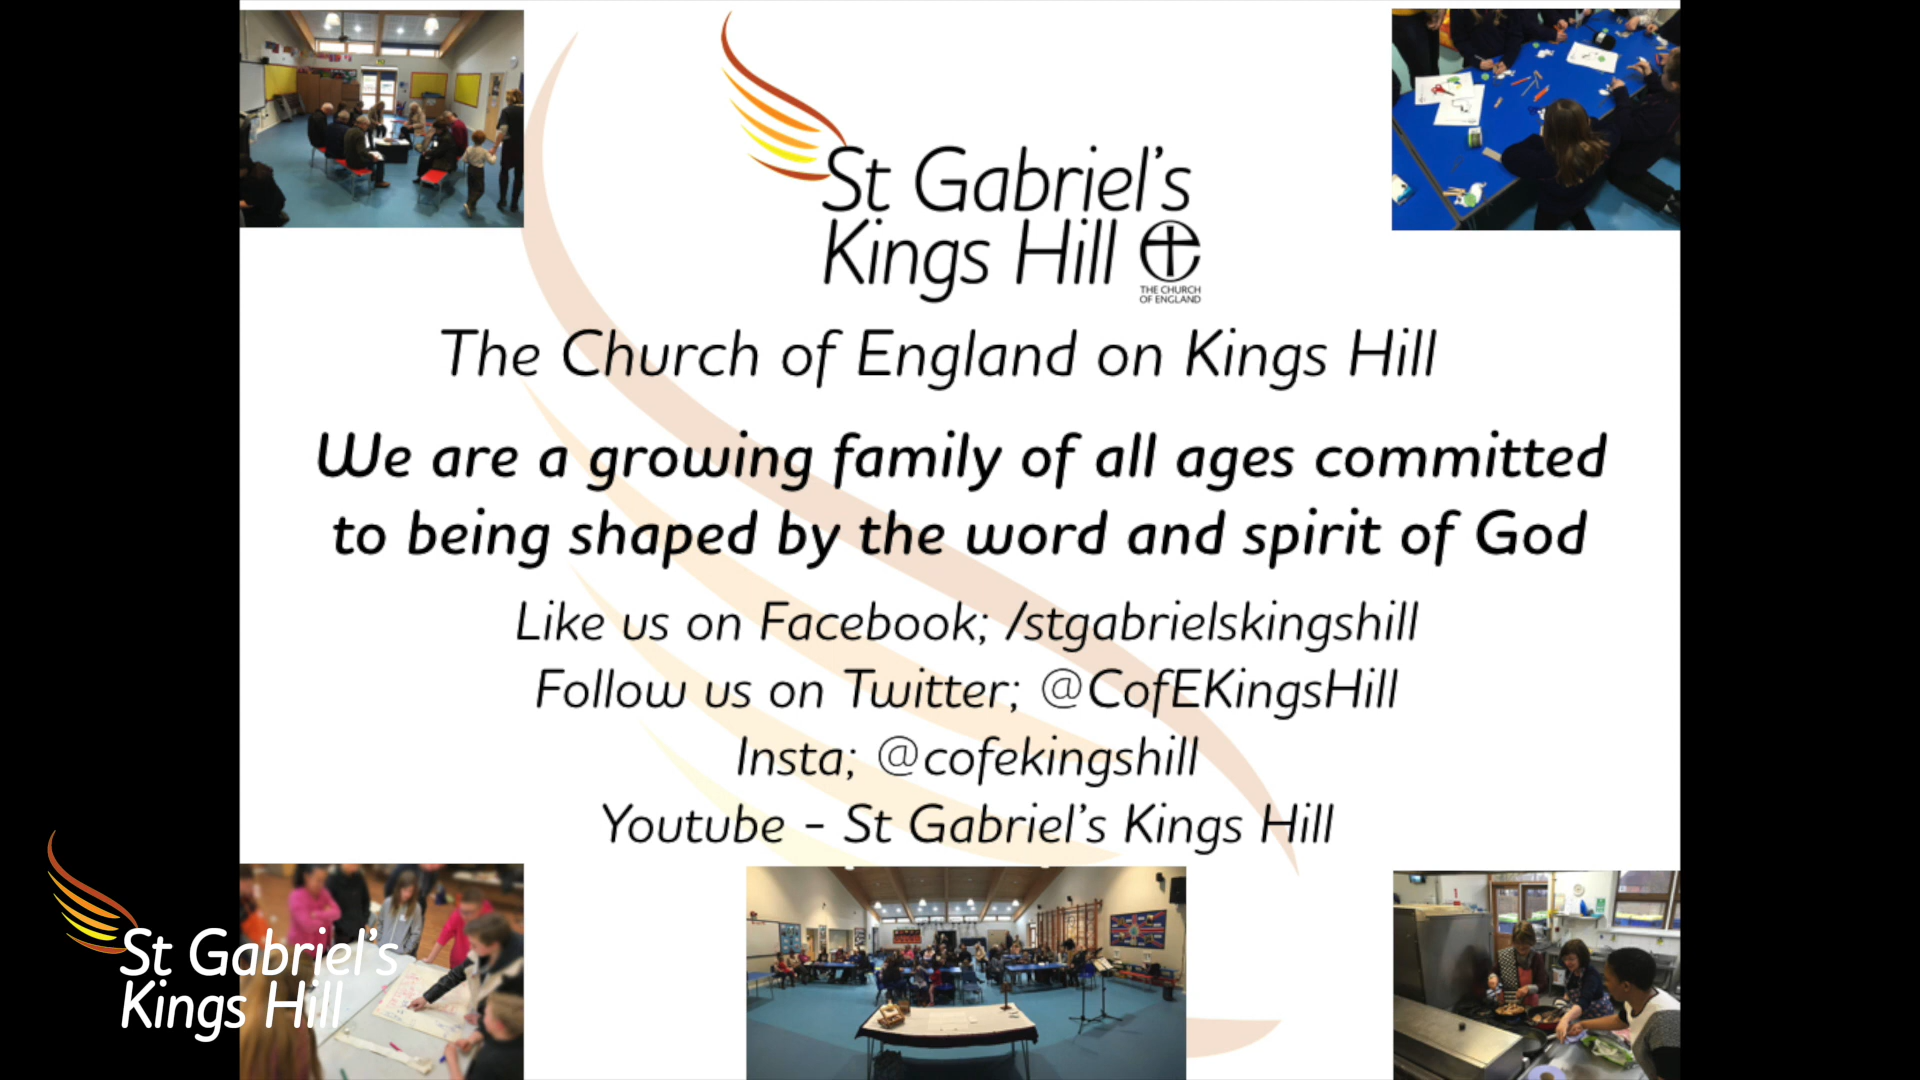 St Gabriel's
Kings Hill
THE CHURCH
OF ENGLAND
The Church of England on Kings Hill
We are a growing family of all ages committed
to being shaped by the word and spirit of God
Like us on Facebook; /stgabrielskingshill
Follow us on Twitter; @CofEKingsHill
Insta; @cofekingshill
Youtube - St Gabriel's Kings Hill
St Gabriel's
Kings Hill